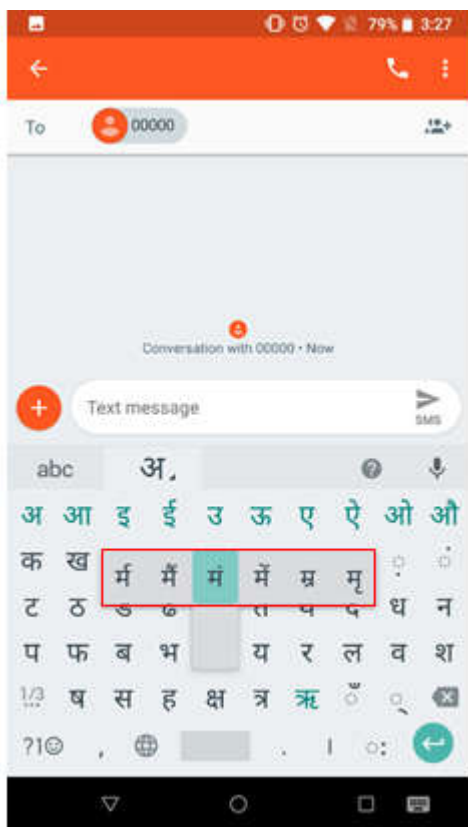 79% 3:27
To 00000
Conversation with 00000 • Now
Text message
SMS
abc अ
अ आ इ ई उ ऊ ए ऐ ओ औ
क ख
र्म मैं मं में म्र मृ
ट ठ ड ढ त थ द ध न
प फ ब भ य र ल व श
1/3 ष स ह क्ष त्र ऋ
?1☺ , . ।